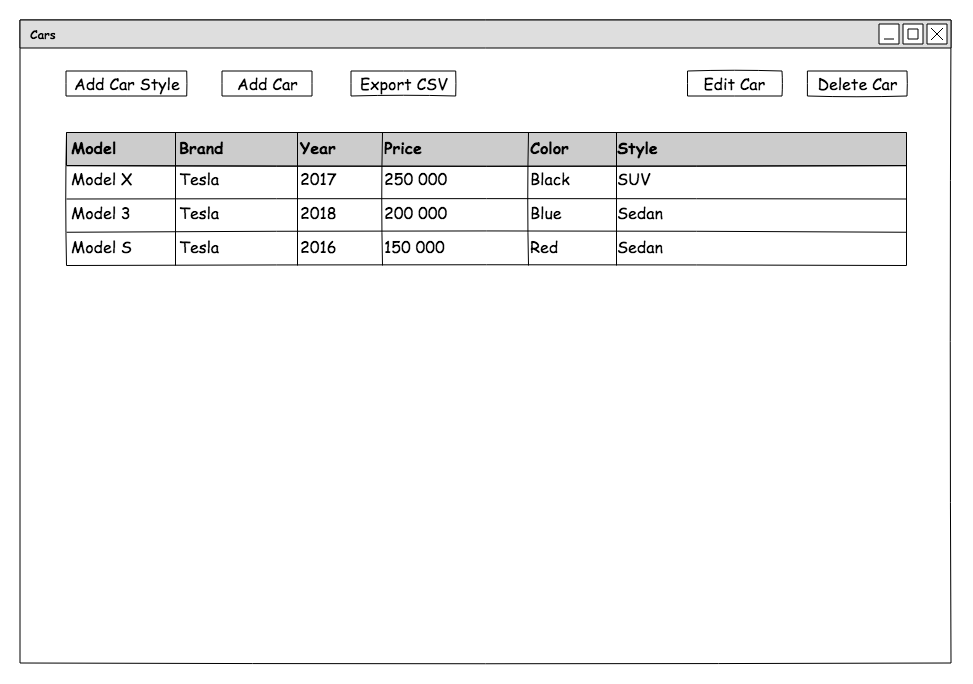 Cars
Add Car Style Add Car Export CSV Edit Car Delete Car
Model Brand Year Price Color Style
Model X Tesla 2017 250 000 Black SUV
Model 3 Tesla 2018 200 000 Blue Sedan
Model S Tesla 2016 150 000 Red Sedan